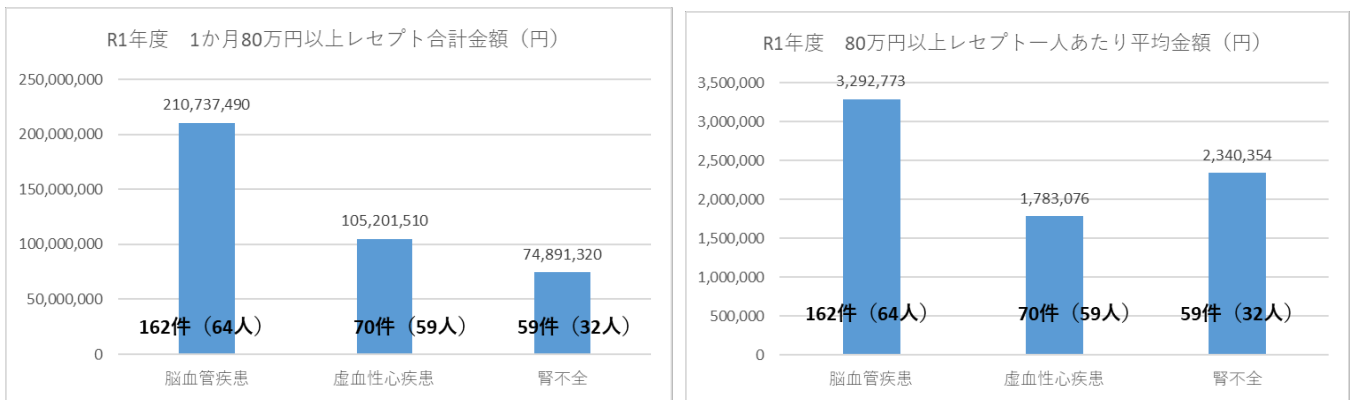 R1年度　1か月80万円以上レセプト合計金額（円）
250,000,000
200,000,000
150,000,000
100,000,000
50,000,000
0
210,737,490
105,201,510
74,891,320
162件（64人）
70件（59人）
59件（32人）
脳血管疾患
虚血性心疾患
腎不全
R1年度　80万円以上レセプト一人あたり平均金額（円）
3,500,000
3,000,000
2,500,000
2,000,000
1,500,000
1,000,000
500,000
0
3,292,773
1,783,076
2,340,354
162件（64人）
70件（59人）
59件（32人）
脳血管疾患
虚血性心疾患
腎不全